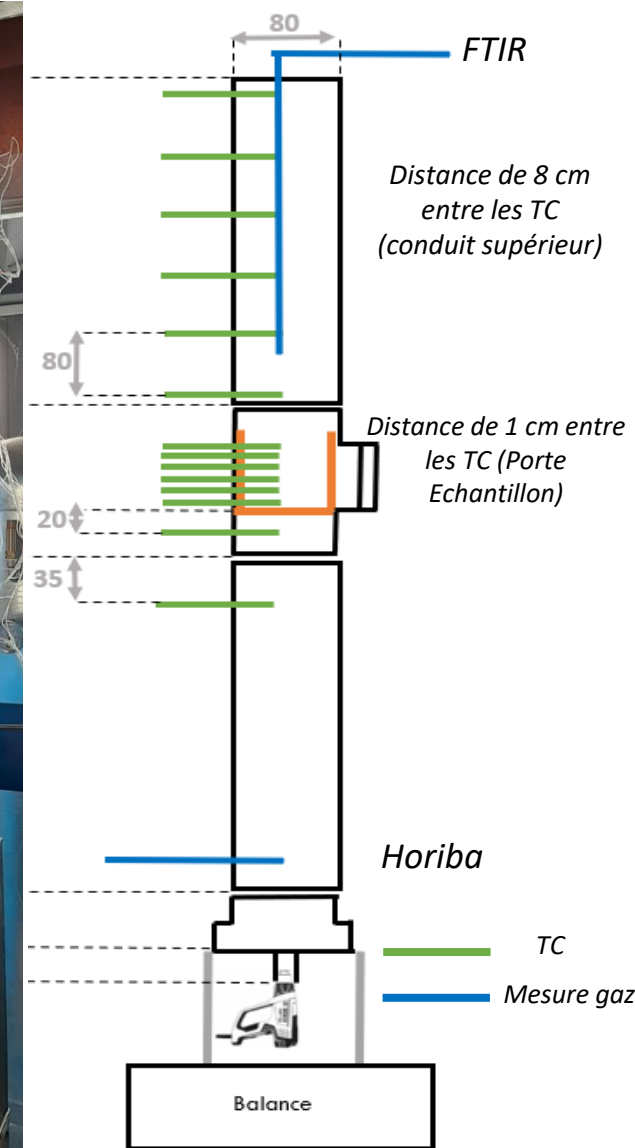 80
FTIR
Distance de 8 cm
entre les TC
(conduit supérieur)
80
Distance de 1 cm entre
les TC (Porte
Echantillon)
20
35
Horiba
TC
Mesure gaz
Balance